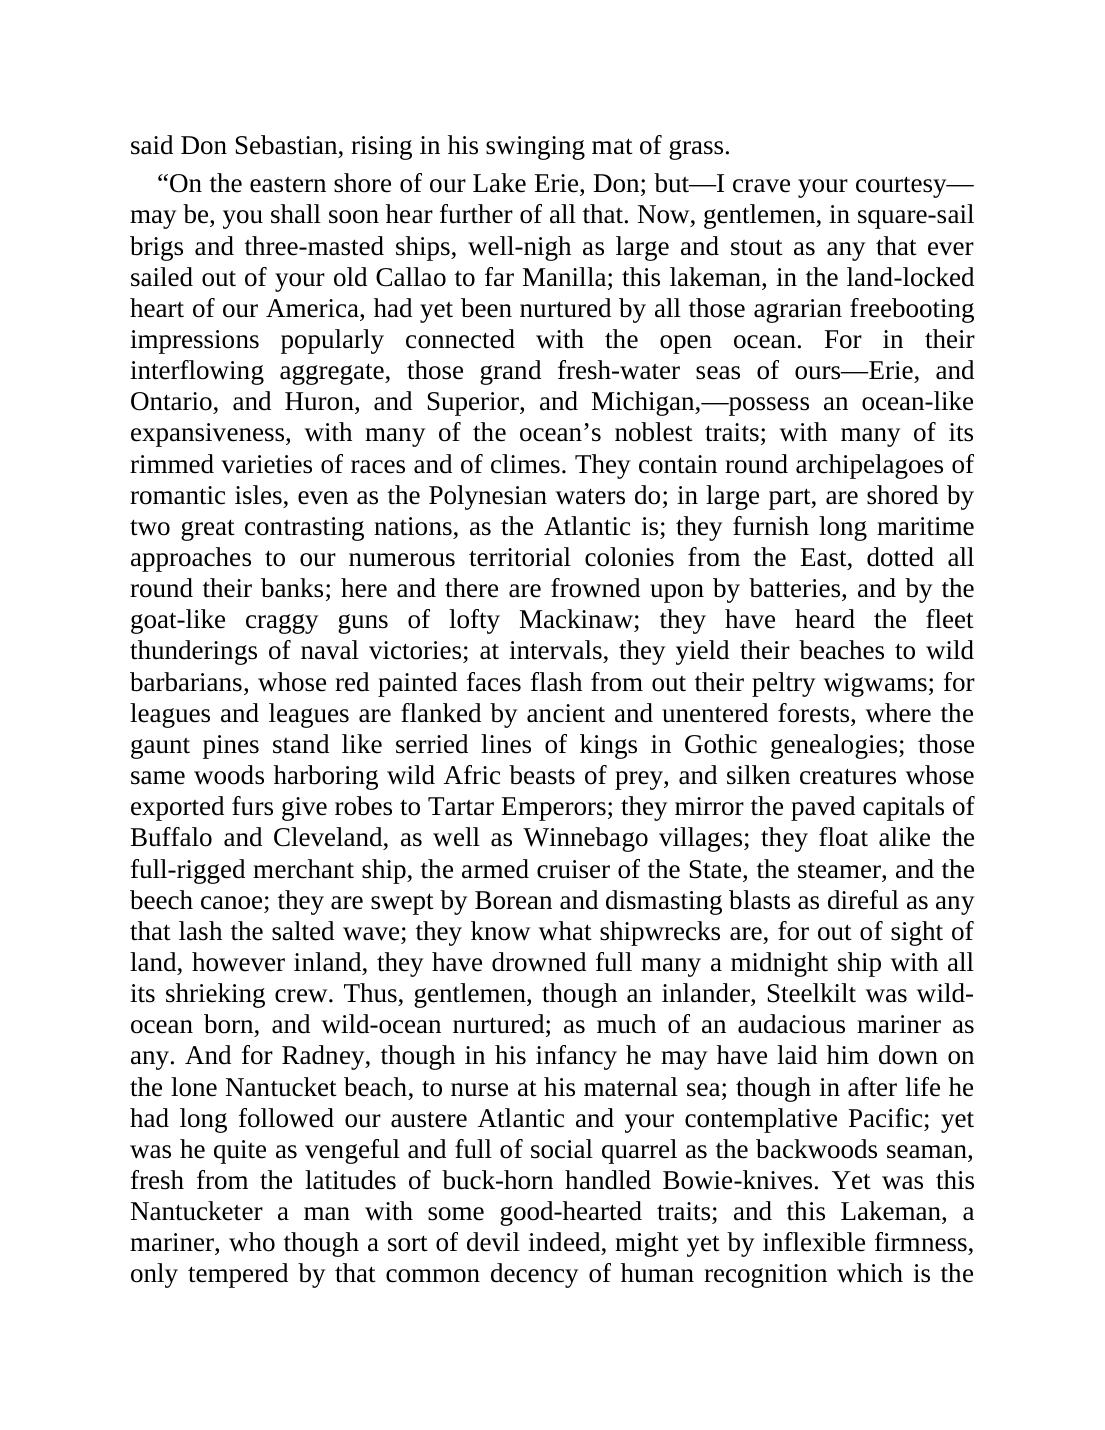 said Don Sebastian, rising in his swinging mat of grass.
“On the eastern shore of our Lake Erie, Don; but—I crave your courtesy—
may be, you shall soon hear further of all that. Now, gentlemen, in square-sail
brigs and three-masted ships, well-nigh as large and stout as any that ever
sailed out of your old Callao to far Manilla; this lakeman, in the land-locked
heart of our America, had yet been nurtured by all those agrarian freebooting
impressions popularly connected with the open ocean. For in their
interflowing aggregate, those grand fresh-water seas of ours—Erie, and
Ontario, and Huron, and Superior, and Michigan,—possess an ocean-like
expansiveness, with many of the ocean’s noblest traits; with many of its
rimmed varieties of races and of climes. They contain round archipelagoes of
romantic isles, even as the Polynesian waters do; in large part, are shored by
two great contrasting nations, as the Atlantic is; they furnish long maritime
approaches to our numerous territorial colonies from the East, dotted all
round their banks; here and there are frowned upon by batteries, and by the
goat-like craggy guns of lofty Mackinaw; they have heard the fleet
thunderings of naval victories; at intervals, they yield their beaches to wild
barbarians, whose red painted faces flash from out their peltry wigwams; for
leagues and leagues are flanked by ancient and unentered forests, where the
gaunt pines stand like serried lines of kings in Gothic genealogies; those
same woods harboring wild Afric beasts of prey, and silken creatures whose
exported furs give robes to Tartar Emperors; they mirror the paved capitals of
Buffalo and Cleveland, as well as Winnebago villages; they float alike the
full-rigged merchant ship, the armed cruiser of the State, the steamer, and the
beech canoe; they are swept by Borean and dismasting blasts as direful as any
that lash the salted wave; they know what shipwrecks are, for out of sight of
land, however inland, they have drowned full many a midnight ship with all
its shrieking crew. Thus, gentlemen, though an inlander, Steelkilt was wild-
ocean born, and wild-ocean nurtured; as much of an audacious mariner as
any. And for Radney, though in his infancy he may have laid him down on
the lone Nantucket beach, to nurse at his maternal sea; though in after life he
had long followed our austere Atlantic and your contemplative Pacific; yet
was he quite as vengeful and full of social quarrel as the backwoods seaman,
fresh from the latitudes of buck-horn handled Bowie-knives. Yet was this
Nantucketer a man with some good-hearted traits; and this Lakeman, a
mariner, who though a sort of devil indeed, might yet by inflexible firmness,
only tempered by that common decency of human recognition which is the